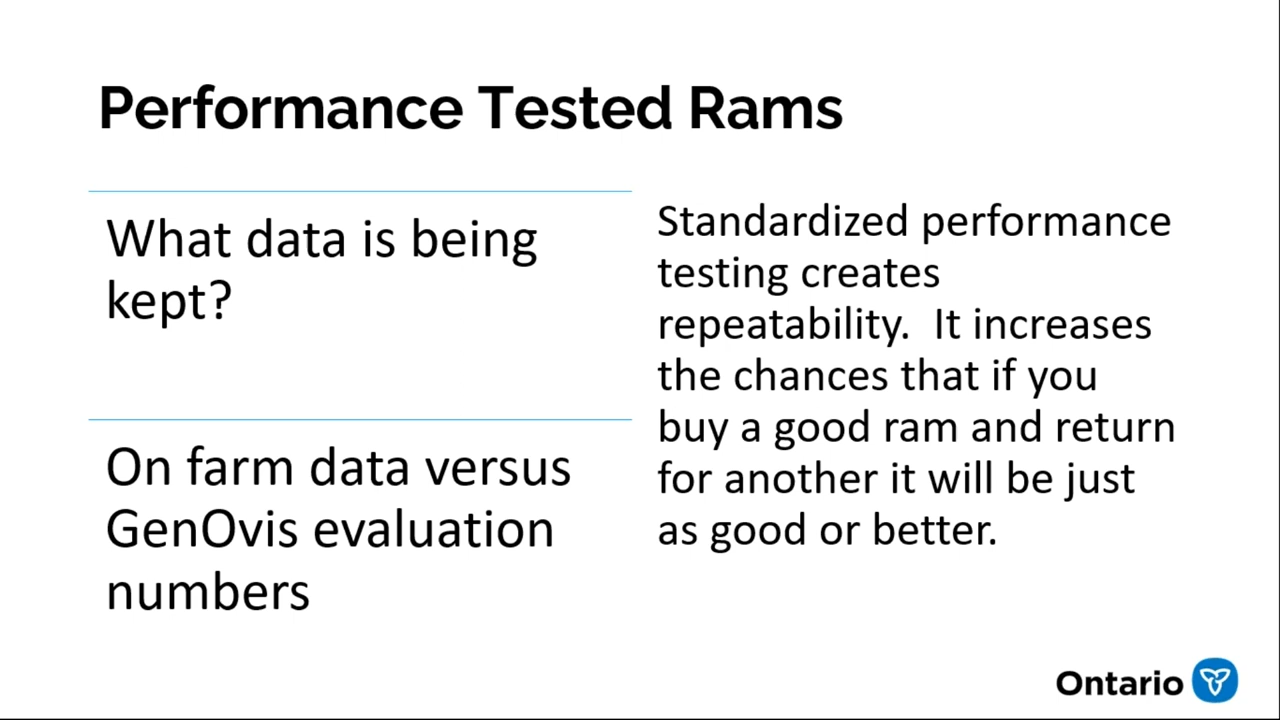 Performance Tested Rams
What data is being
kept?
On farm data versus
GenOvis evaluation
numbers
Standardized performance
testing creates
repeatability.  It increases
the chances that if you
buy a good ram and return
for another it will be just
as good or better.
Ontario